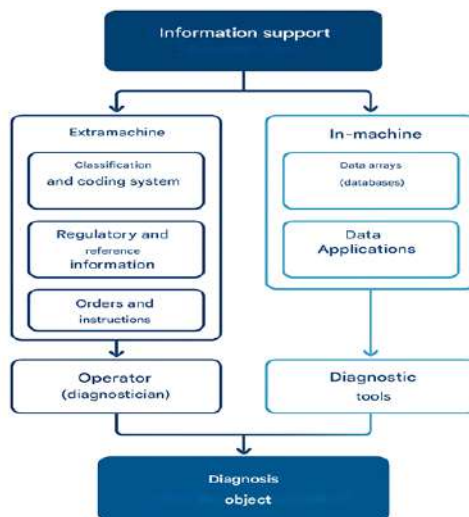 Information support
Extramachine
Classification
and coding system
Regulatory and
reference
information
Orders and
instructions
Operator
(diagnostician)
In-machine
Data arrays
(databases)
Data
Applications
Diagnostic
tools
Diagnosis
object